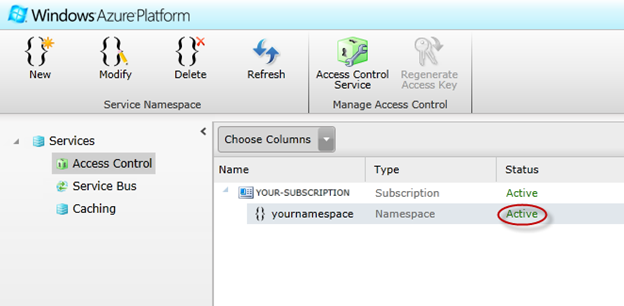 Windows Azure Platform
New
Modify
Delete
Refresh
Access Control
Service
Regenerate
Access Key
Service Namespace
Manage Access Control
Services
Access Control
Service Bus
Caching
Choose Columns
Name Type Status
YOUR-SUBSCRIPTION Subscription Active
yournamespace Namespace Active